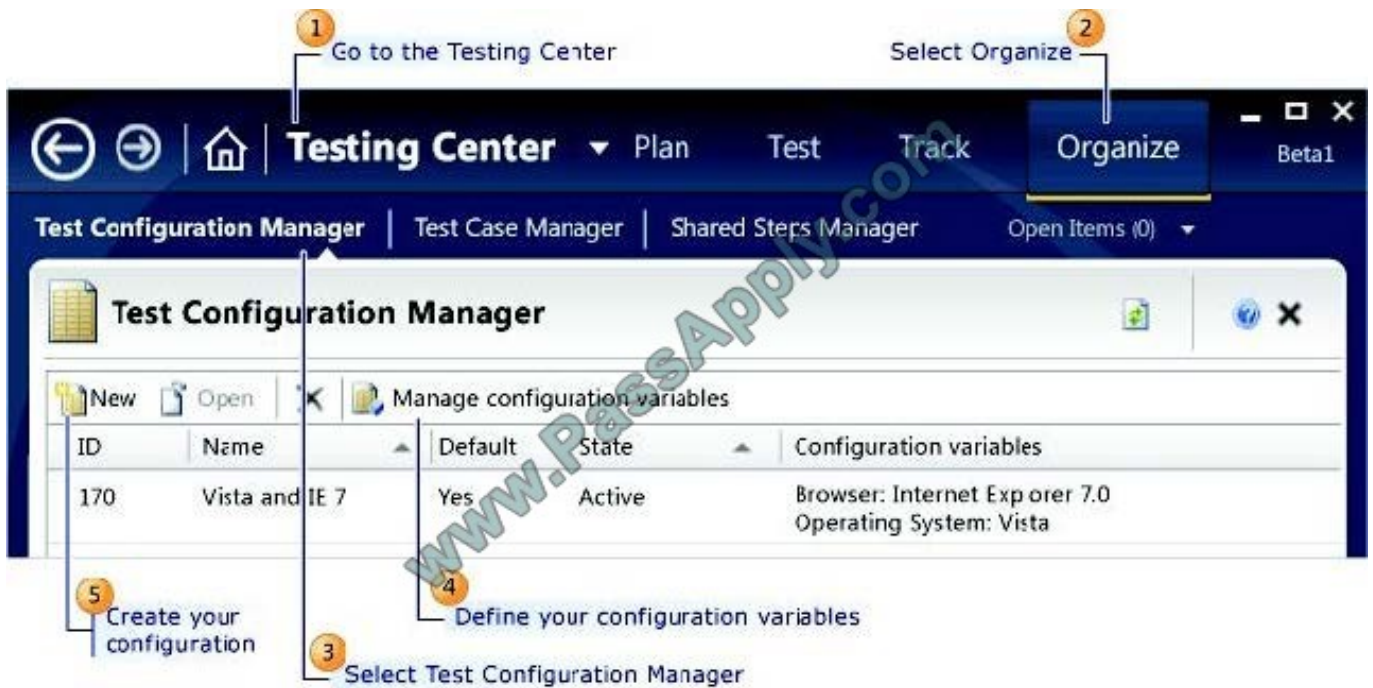 1
Go to the Testing Center
2
Select Organize
Testing Center Plan Test Track Organize
Beta1
Test Configuration Manager | Test Case Manager | Shared Steps Manager Open Items (0)
Test Configuration Manager
New Open Manage configuration variables
ID Name Default State Configuration variables
170 Vista and IE 7 Yes Active Browser: Internet Explorer 7.0
Operating System: Vista
www.PassApply.com
5
Create your
configuration
4
Define your configuration variables
3
Select Test Configuration Manager